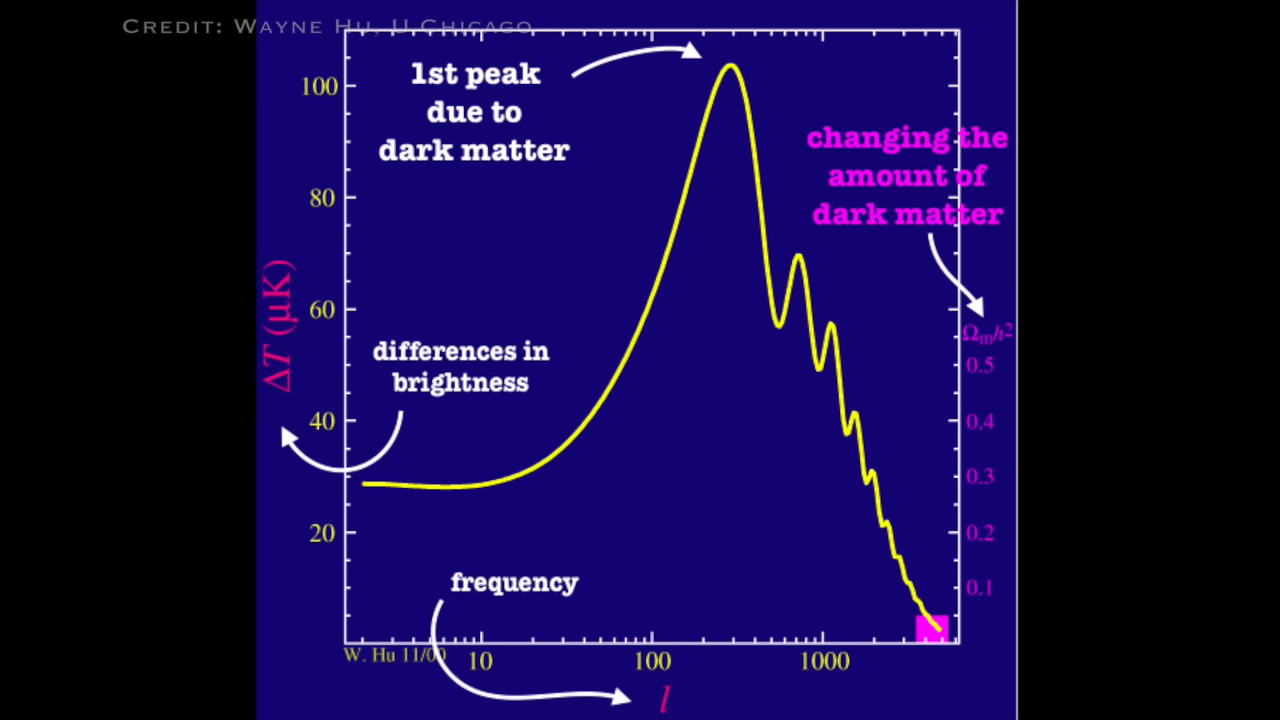 CREDIT: WAYNE HU, U CHICAGO
1st peak
due to
dark matter
changing the
amount of
dark matter
100
80
60
40
20
ΔT (μK)
differences in
brightness
Ωₘh²
0.5
0.4
0.3
0.2
0.1
frequency
W. Hu 11/00
10
100
1000
l